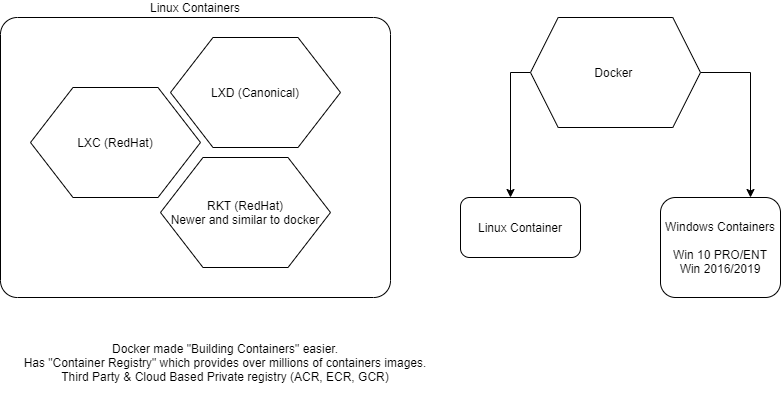 Linux Containers
LXD (Canonical)
LXC (RedHat)
RKT (RedHat)
Newer and similar to docker
Docker
Linux Container
Windows Containers
Win 10 PRO/ENT
Win 2016/2019
Docker made "Building Containers" easier.
Has "Container Registry" which provides over millions of containers images.
Third Party & Cloud Based Private registry (ACR, ECR, GCR)